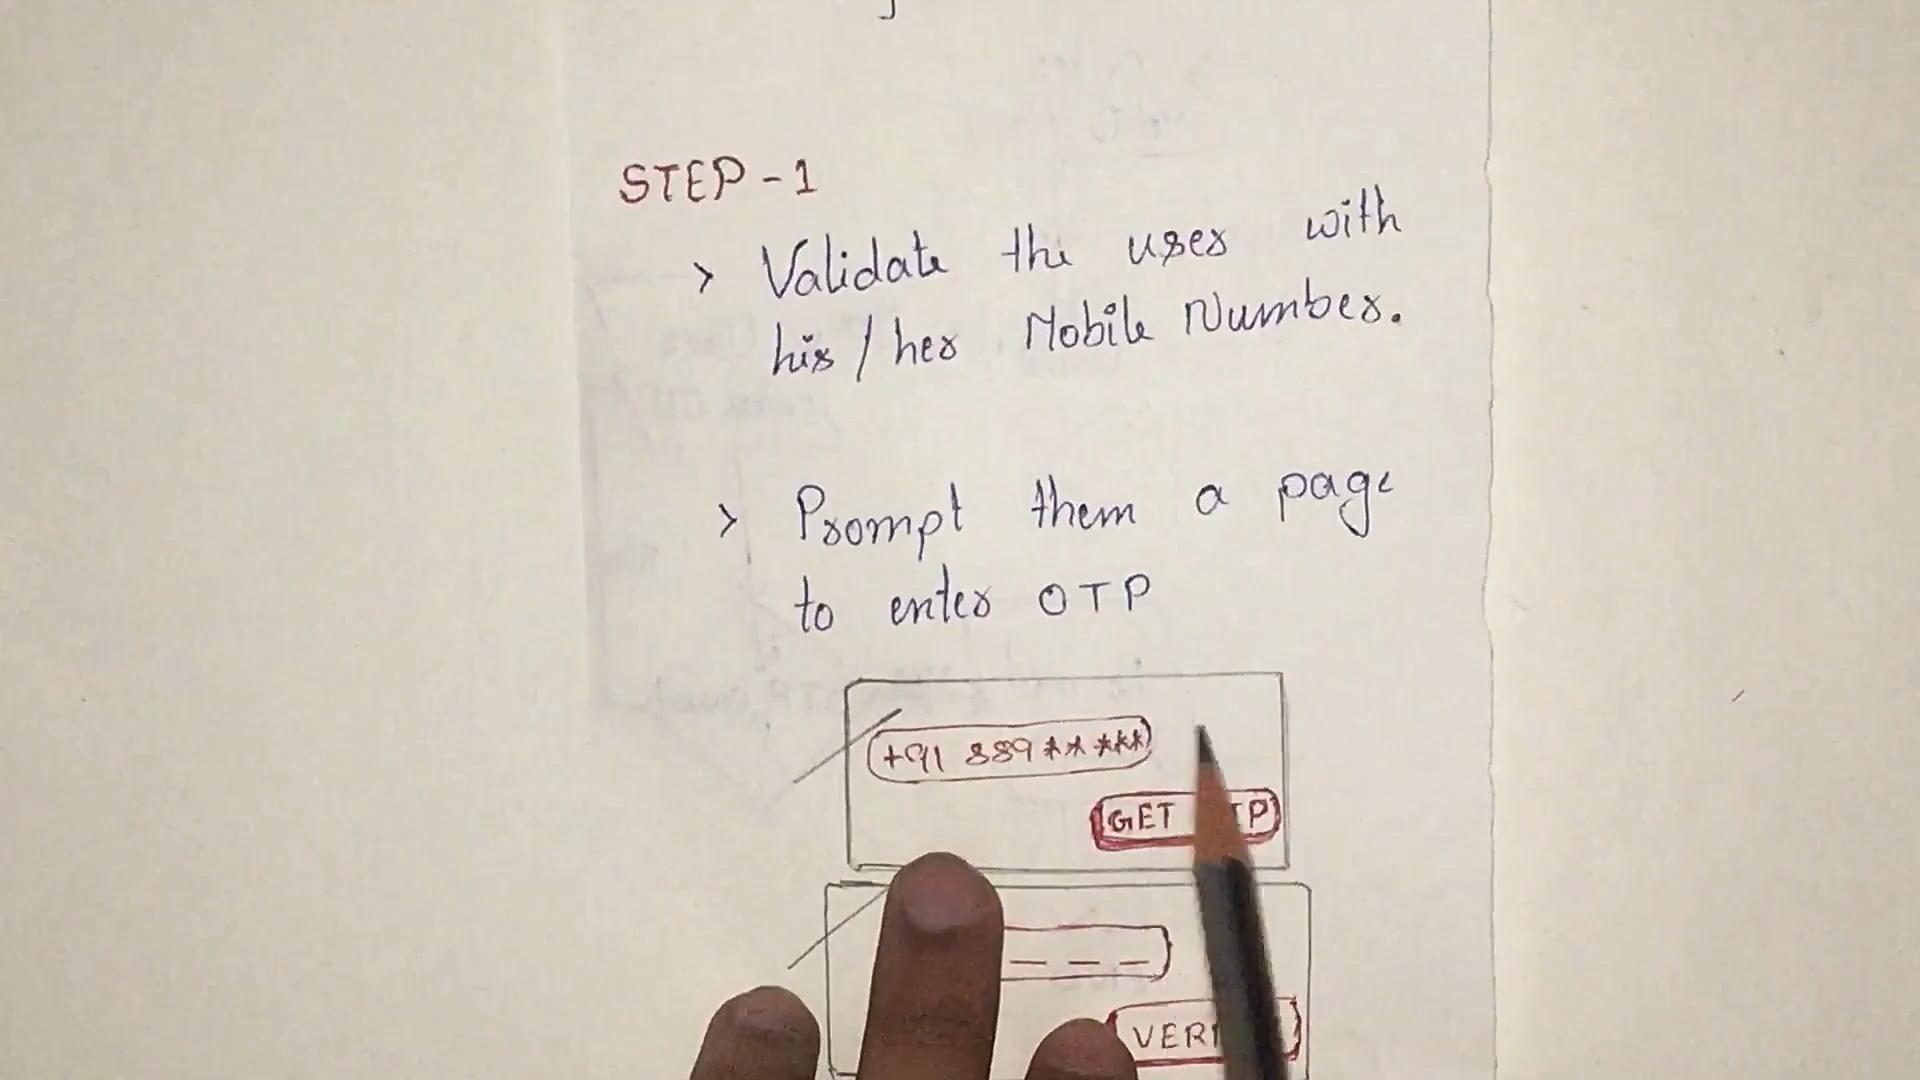 STEP - 1
> Validate the user with
his / her Mobile Number.
> Prompt them a page
to enter OTP
+91 889 ** ***
GET